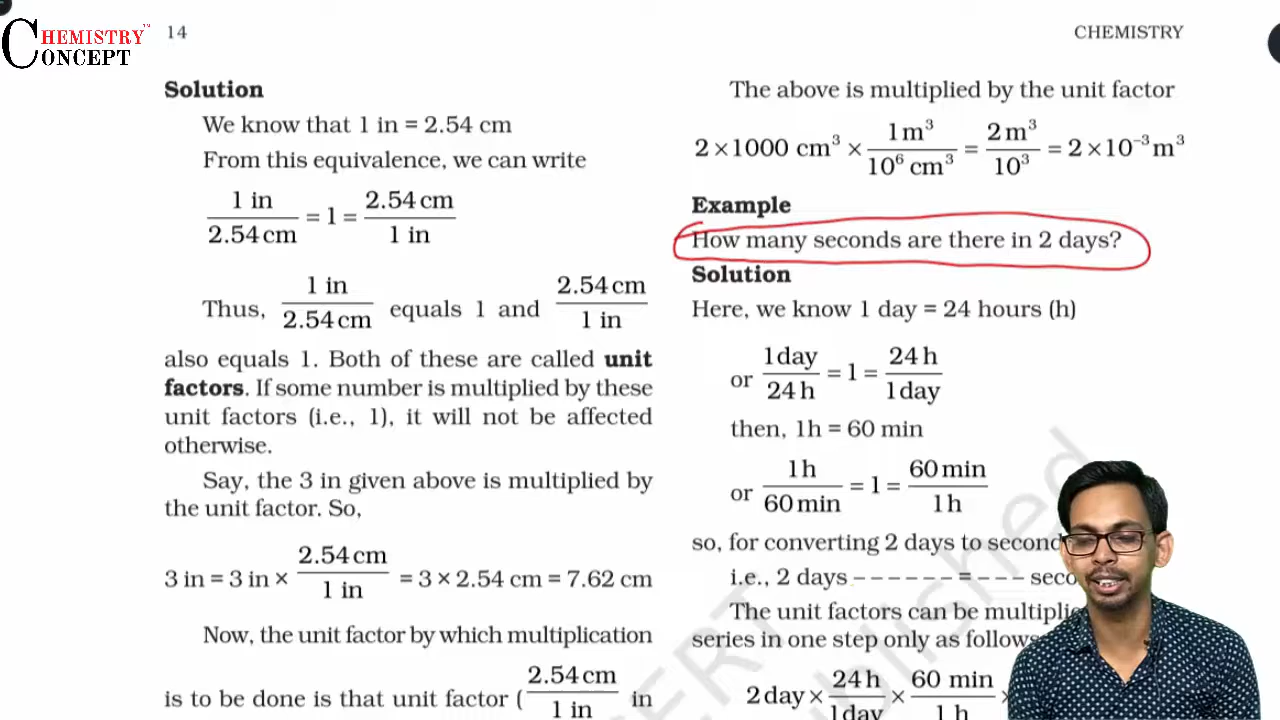 CHEMISTRY™
CONCEPT
14
CHEMISTRY
Solution
We know that 1 in = 2.54 cm
From this equivalence, we can write
1 in / 2.54 cm = 1 = 2.54 cm / 1 in
Thus, 1 in / 2.54 cm equals 1 and 2.54 cm / 1 in
also equals 1. Both of these are called unit
factors. If some number is multiplied by these
unit factors (i.e., 1), it will not be affected
otherwise.
Say, the 3 in given above is multiplied by
the unit factor. So,
3 in = 3 in × 2.54 cm / 1 in = 3 × 2.54 cm = 7.62 cm
Now, the unit factor by which multiplication
is to be done is that unit factor ( 2.54 cm / 1 in in
The above is multiplied by the unit factor
2 × 1000 cm³ × 1 m³ / 10⁶ cm³ = 2 m³ / 10³ = 2 × 10⁻³ m³
Example
How many seconds are there in 2 days?
Solution
Here, we know 1 day = 24 hours (h)
or 1 day / 24 h = 1 = 24 h / 1 day
then, 1h = 60 min
or 1 h / 60 min = 1 = 60 min / 1 h
so, for converting 2 days to second
i.e., 2 days – – – – – – = – – – seco
The unit factors can be multipli
series in one step only as follows
2 day × 24 h / 1 day × 60 min / 1 h ×